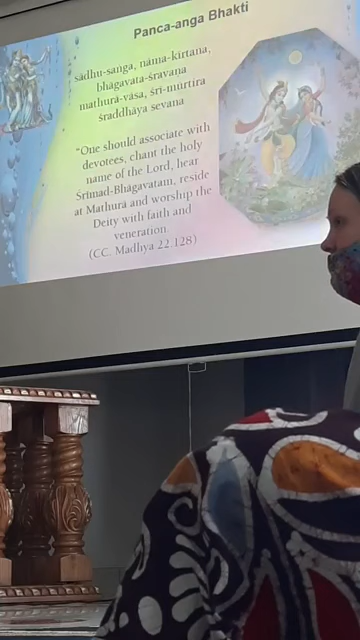 Panca-anga Bhakti
sādhu-saṅga, nāma-kīrtana,
bhāgavata-śravaṇa
mathurā-vāsa, śrī-mūrtira
śraddhāya sevana
“One should associate with
devotees, chant the holy
name of the Lord, hear
Śrīmad-Bhāgavatam, reside
at Mathurā and worship the
Deity with faith and
veneration.
(CC. Madhya 22.128)